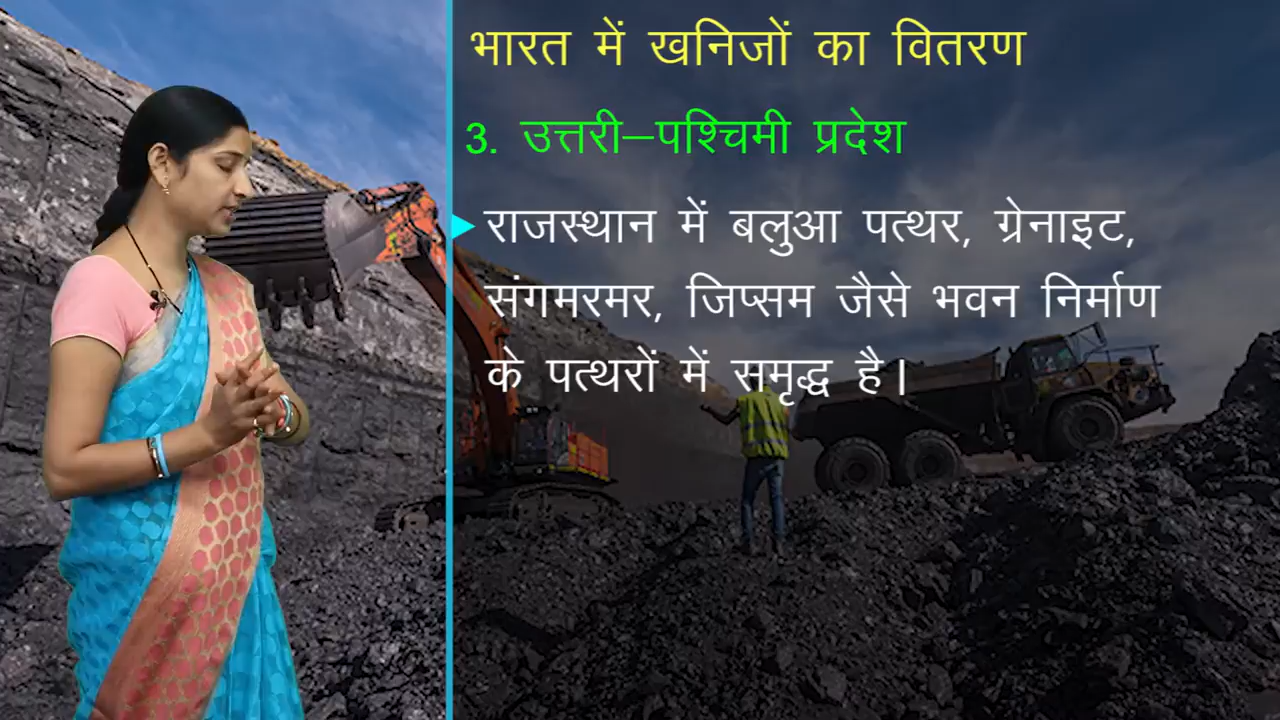 भारत में खनिजों का वितरण
3. उत्तरी–पश्चिमी प्रदेश
राजस्थान में बलुआ पत्थर, ग्रेनाइट,
संगमरमर, जिप्सम जैसे भवन निर्माण
के पत्थरों में समृद्ध है।